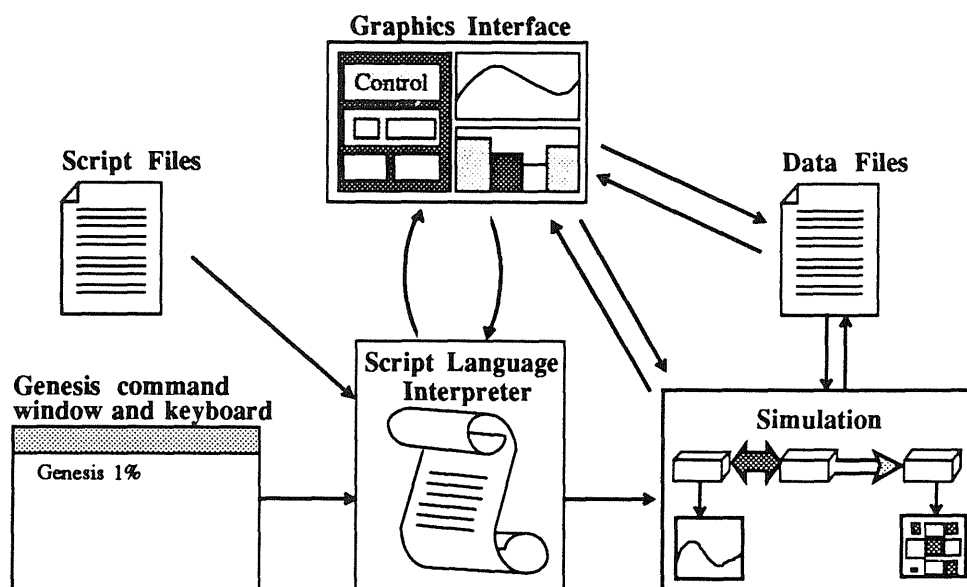 Graphics Interface
Control
Script Files
Data Files
Script Language
Interpreter
Genesis command
window and keyboard
Genesis 1%
Simulation